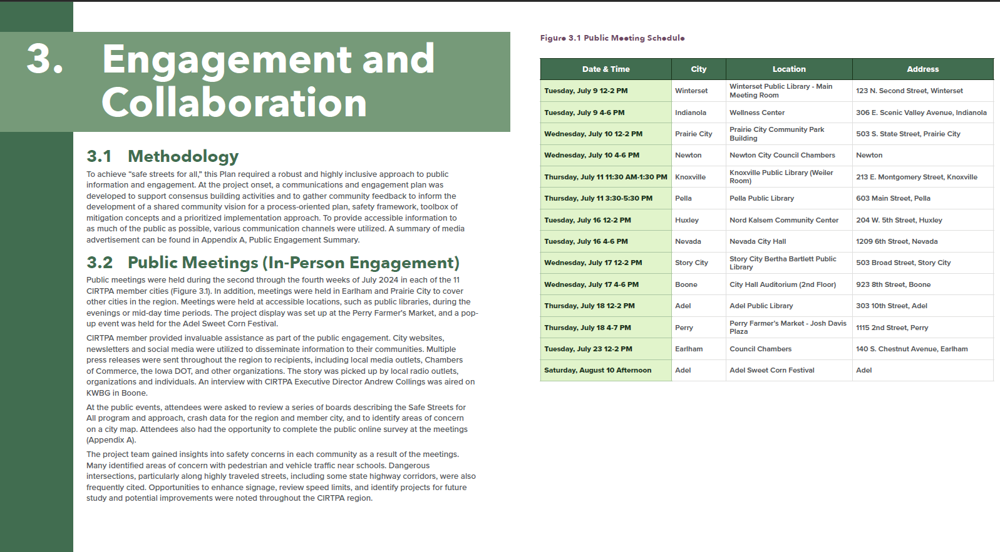 3. Engagement and
Collaboration
3.1 Methodology
To achieve “safe streets for all,” this Plan required a robust and highly inclusive approach to public
information and engagement. At the project onset, a communications and engagement plan was
developed to support consensus building activities and to gather community feedback to inform the
development of a shared community vision for a process-oriented plan, safety framework, toolbox of
mitigation concepts and a prioritized implementation approach. To provide accessible information to
as much of the public as possible, various communication channels were utilized. A summary of media
advertisement can be found in Appendix A, Public Engagement Summary.
3.2 Public Meetings (In-Person Engagement)
Public meetings were held during the second through the fourth weeks of July 2024 in each of the 11
CIRTPA member cities (Figure 3.1). In addition, meetings were held in Earlham and Prairie City to cover
other cities in the region. Meetings were held at accessible locations, such as public libraries, during the
evenings or mid-day time periods. The project display was set up at the Perry Farmer's Market, and a pop-
up event was held for the Adel Sweet Corn Festival.
CIRTPA member provided invaluable assistance as part of the public engagement. City websites,
newsletters and social media were utilized to disseminate information to their communities. Multiple
press releases were sent throughout the region to recipients, including local media outlets, Chambers
of Commerce, the Iowa DOT, and other organizations. The story was picked up by local radio outlets,
organizations and individuals. An interview with CIRTPA Executive Director Andrew Collings was aired on
KWBG in Boone.
At the public events, attendees were asked to review a series of boards describing the Safe Streets for
All program and approach, crash data for the region and member city, and to identify areas of concern
on a city map. Attendees also had the opportunity to complete the public online survey at the meetings
(Appendix A).
The project team gained insights into safety concerns in each community as a result of the meetings.
Many identified areas of concern with pedestrian and vehicle traffic near schools. Dangerous
intersections, particularly along highly traveled streets, including some state highway corridors, were also
frequently cited. Opportunities to enhance signage, review speed limits, and identify projects for future
study and potential improvements were noted throughout the CIRTPA region.
Figure 3.1 Public Meeting Schedule
Date & Time City Location Address
Tuesday, July 9 12-2 PM Winterset Winterset Public Library - Main
Meeting Room 123 N. Second Street, Winterset
Tuesday, July 9 4-6 PM Indianola Wellness Center 306 E. Scenic Valley Avenue, Indianola
Wednesday, July 10 12-2 PM Prairie City Prairie City Community Park
Building 503 S. State Street, Prairie City
Wednesday, July 10 4-6 PM Newton Newton City Council Chambers Newton
Thursday, July 11 11:30 AM-1:30 PM Knoxville Knoxville Public Library (Weiler
Room) 213 E. Montgomery Street, Knoxville
Thursday, July 11 3:30-5:30 PM Pella Pella Public Library 603 Main Street, Pella
Tuesday, July 16 12-2 PM Huxley Nord Kalsem Community Center 204 W. 5th Street, Huxley
Tuesday, July 16 4-6 PM Nevada Nevada City Hall 1209 6th Street, Nevada
Wednesday, July 17 12-2 PM Story City Story City Bertha Bartlett Public
Library 503 Broad Street, Story City
Wednesday, July 17 4-6 PM Boone City Hall Auditorium (2nd Floor) 923 8th Street, Boone
Thursday, July 18 12-2 PM Adel Adel Public Library 303 10th Street, Adel
Thursday, July 18 4-7 PM Perry Perry Farmer's Market - Josh Davis
Plaza 1115 2nd Street, Perry
Tuesday, July 23 12-2 PM Earlham Council Chambers 140 S. Chestnut Avenue, Earlham
Saturday, August 10 Afternoon Adel Adel Sweet Corn Festival Adel